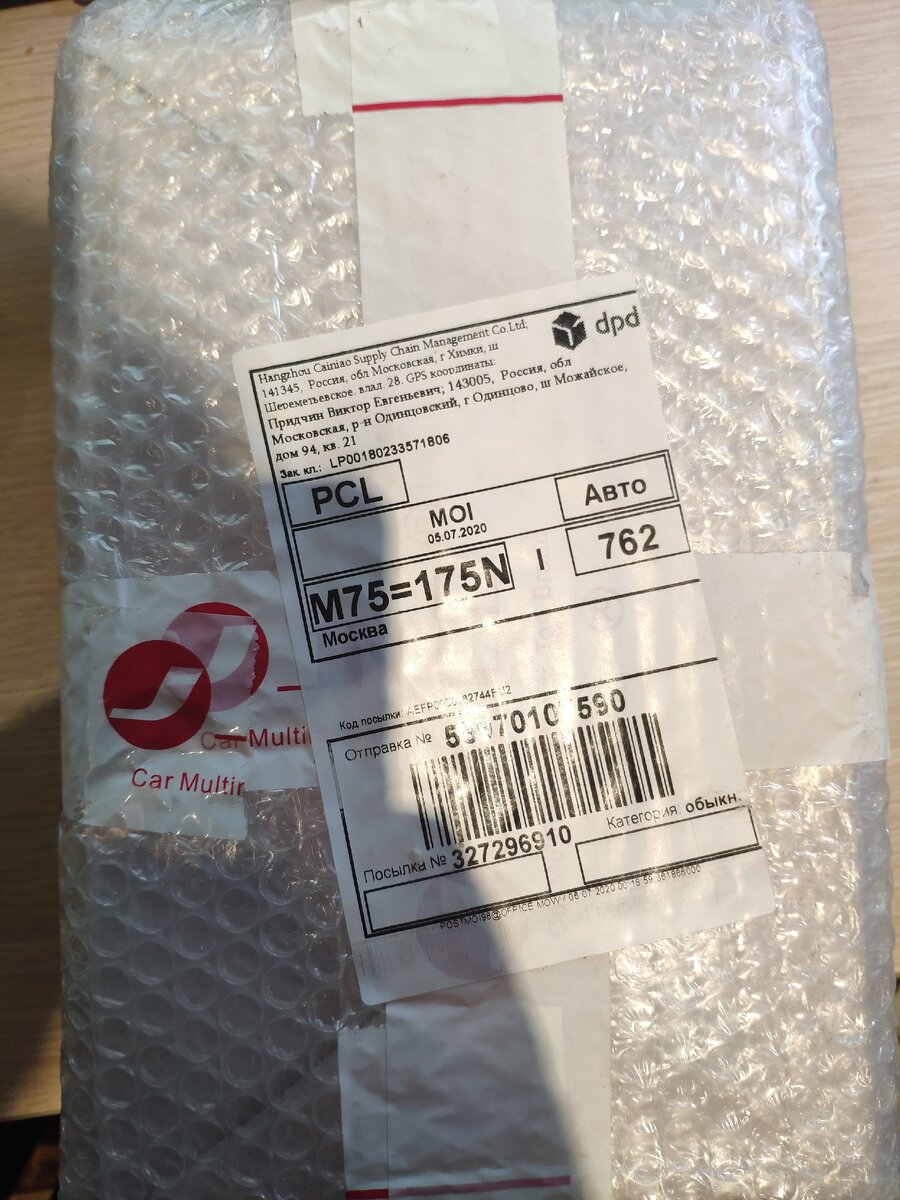 Hangzhou Cainiao Supply Chain Management Co.Ltd;
141345, Россия, обл Московская, г Химки, ш
Шереметьевское. влад. 28. GPS координаты:
dpd
Придчин Виктор Евгеньевич; 143005, Россия, обл
Московская, р-н Одинцовский, г Одинцово, ш Можайское,
дом 94, кв. 21
Зак. кл.: LP00180233571806
PCL
MOI
05.07.2020
Авто
M75=175N
I
762
Москва
Код посылки:
Отправка №
Посылка № 327296910
Категория: обыкн.
Car Multi
Car Multir